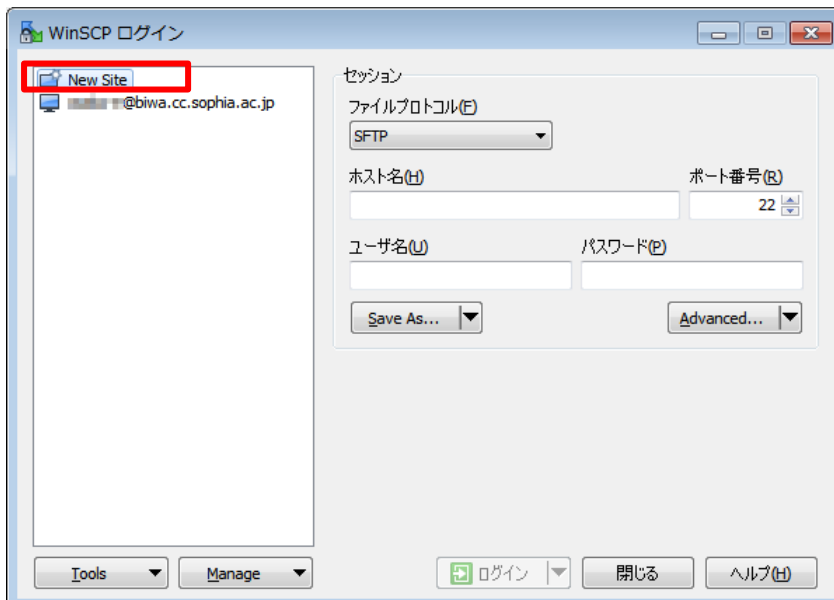 WinSCP ログイン
New Site
@biwa.cc.sophia.ac.jp
セッション
ファイルプロトコル(F)
SFTP
ホスト名(H) ポート番号(R)
22
ユーザ名(U) パスワード(P)
Save As... Advanced...
Tools Manage ログイン 閉じる ヘルプ(H)